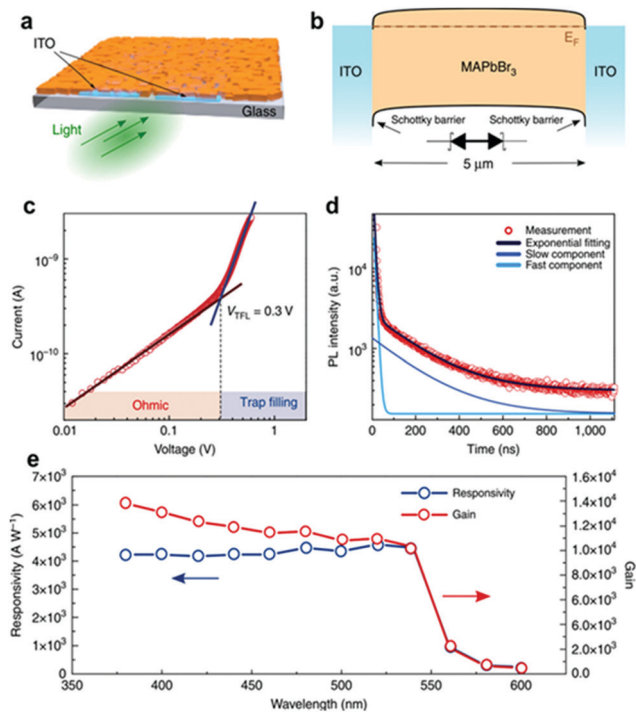 a
ITO
Glass
Light
b
E_F
ITO
MAPbBr₃
ITO
Schottky barrier
Schottky barrier
5 μm
c
10⁻⁹
10⁻¹⁰
Current (A)
V_TFL = 0.3 V
Ohmic
Trap filling
0.01
0.1
1
Voltage (V)
d
Measurement
Exponential fitting
Slow component
Fast component
10⁴
10³
PL intensity (a.u.)
0
200
400
600
800
1,000
Time (ns)
e
7×10³
6×10³
5×10³
4×10³
3×10³
2×10³
1×10³
0
Responsivity (A W⁻¹)
Responsivity
Gain
1.6×10⁴
1.4×10⁴
1.2×10⁴
1.0×10⁴
8.0×10³
6.0×10³
4.0×10³
2.0×10³
0.0
Gain
350
400
450
500
550
600
Wavelength (nm)